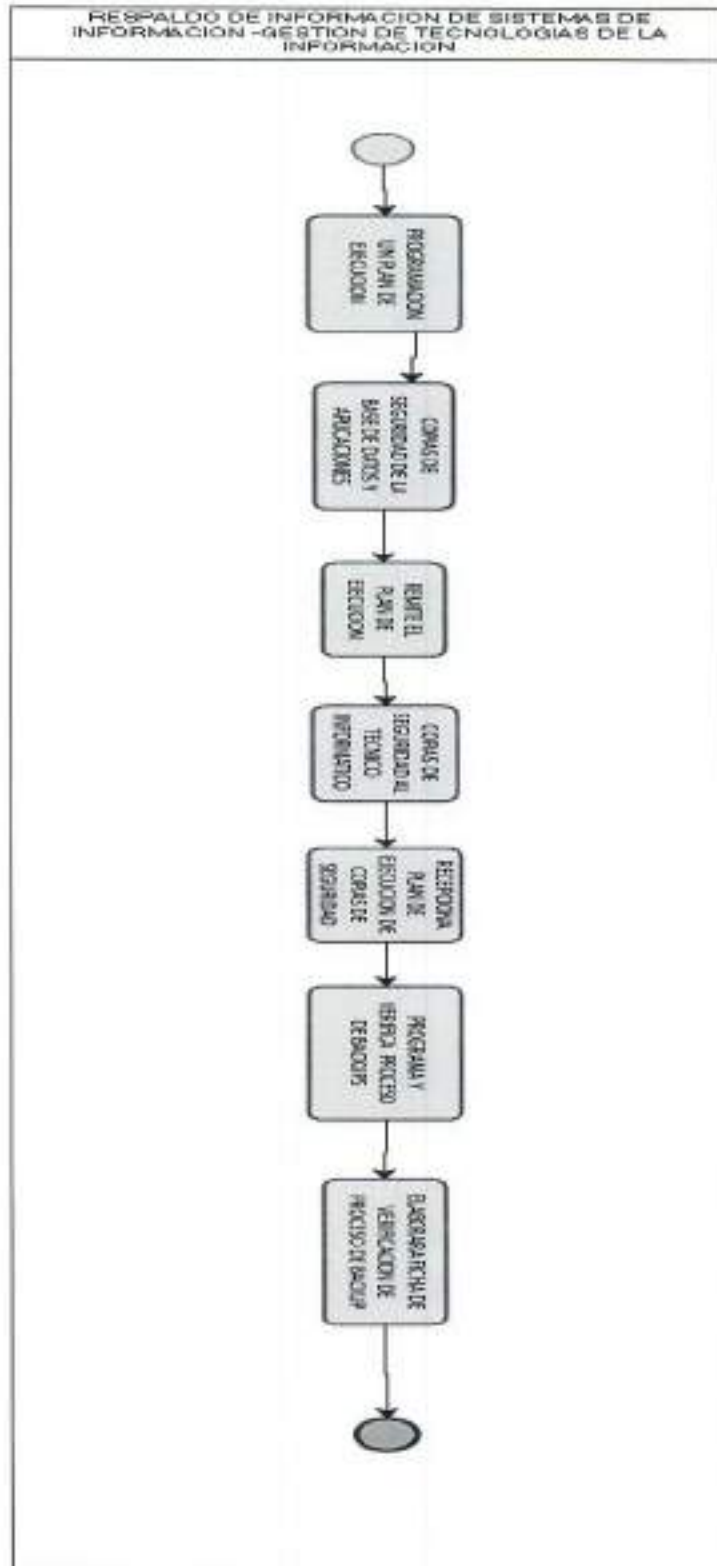 RESPALDO DE INFORMACION DE SISTEMAS DE
INFORMACION -GESTION DE TECNOLOGIAS DE LA
INFORMACION
PROGRAMACION
UN PLAN DE
EJECUCION
COPIAS DE
SEGURIDAD DE LA
BASE DE DATOS Y
APLICACIONES
REMITE EL
PLAN DE
EJECUCION
COPIAS DE
SEGURIDAD AL
TECNICO
INFORMATICO
RECEPCIONA
PLAN DE
EJECUCION DE
COPIAS DE
SEGURIDAD
PROGRAMA Y
VERIFICA PROCESO
DE BACKUPS
ELABORARA FICHA DE
VERIFICACION DE
PROCESO DE BACKUP